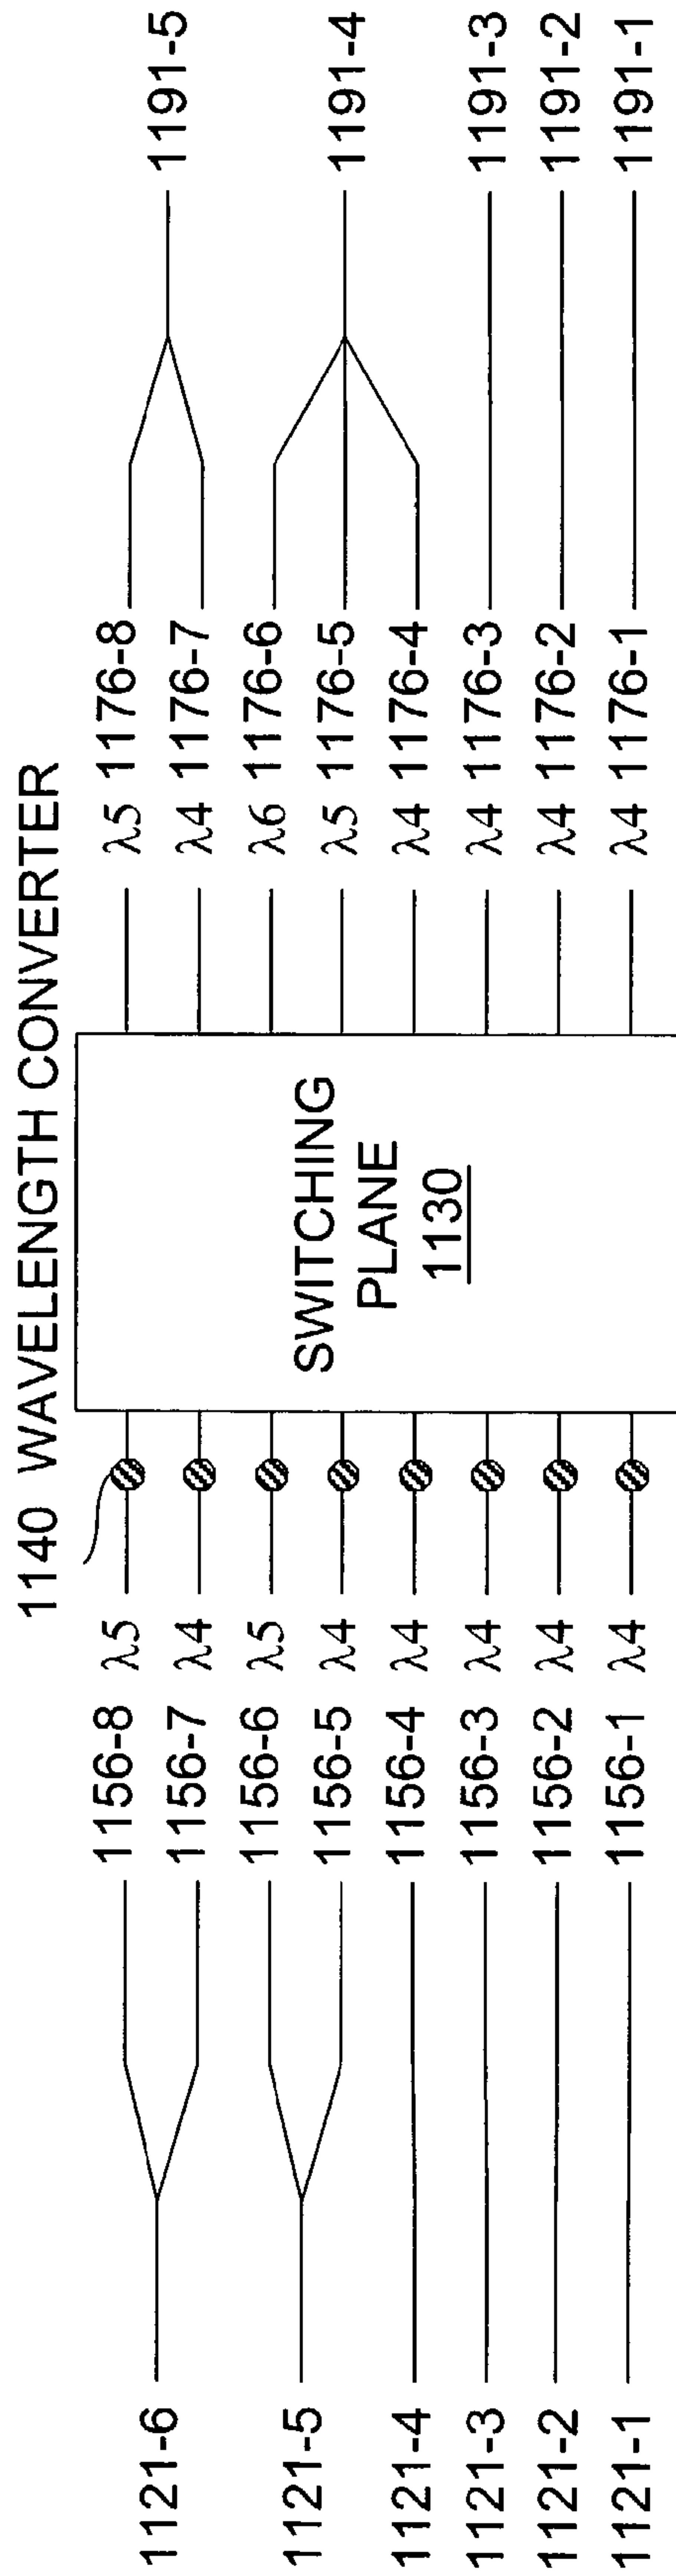 1140 WAVELENGTH CONVERTER
1121-6
1121-5
1121-4
1121-3
1121-2
1121-1
1156-8 λ5
1156-7 λ4
1156-6 λ5
1156-5 λ4
1156-4 λ4
1156-3 λ4
1156-2 λ4
1156-1 λ4
SWITCHING
PLANE
1130
λ5 1176-8
λ4 1176-7
λ6 1176-6
λ5 1176-5
λ4 1176-4
λ4 1176-3
λ4 1176-2
λ4 1176-1
1191-5
1191-4
1191-3
1191-2
1191-1